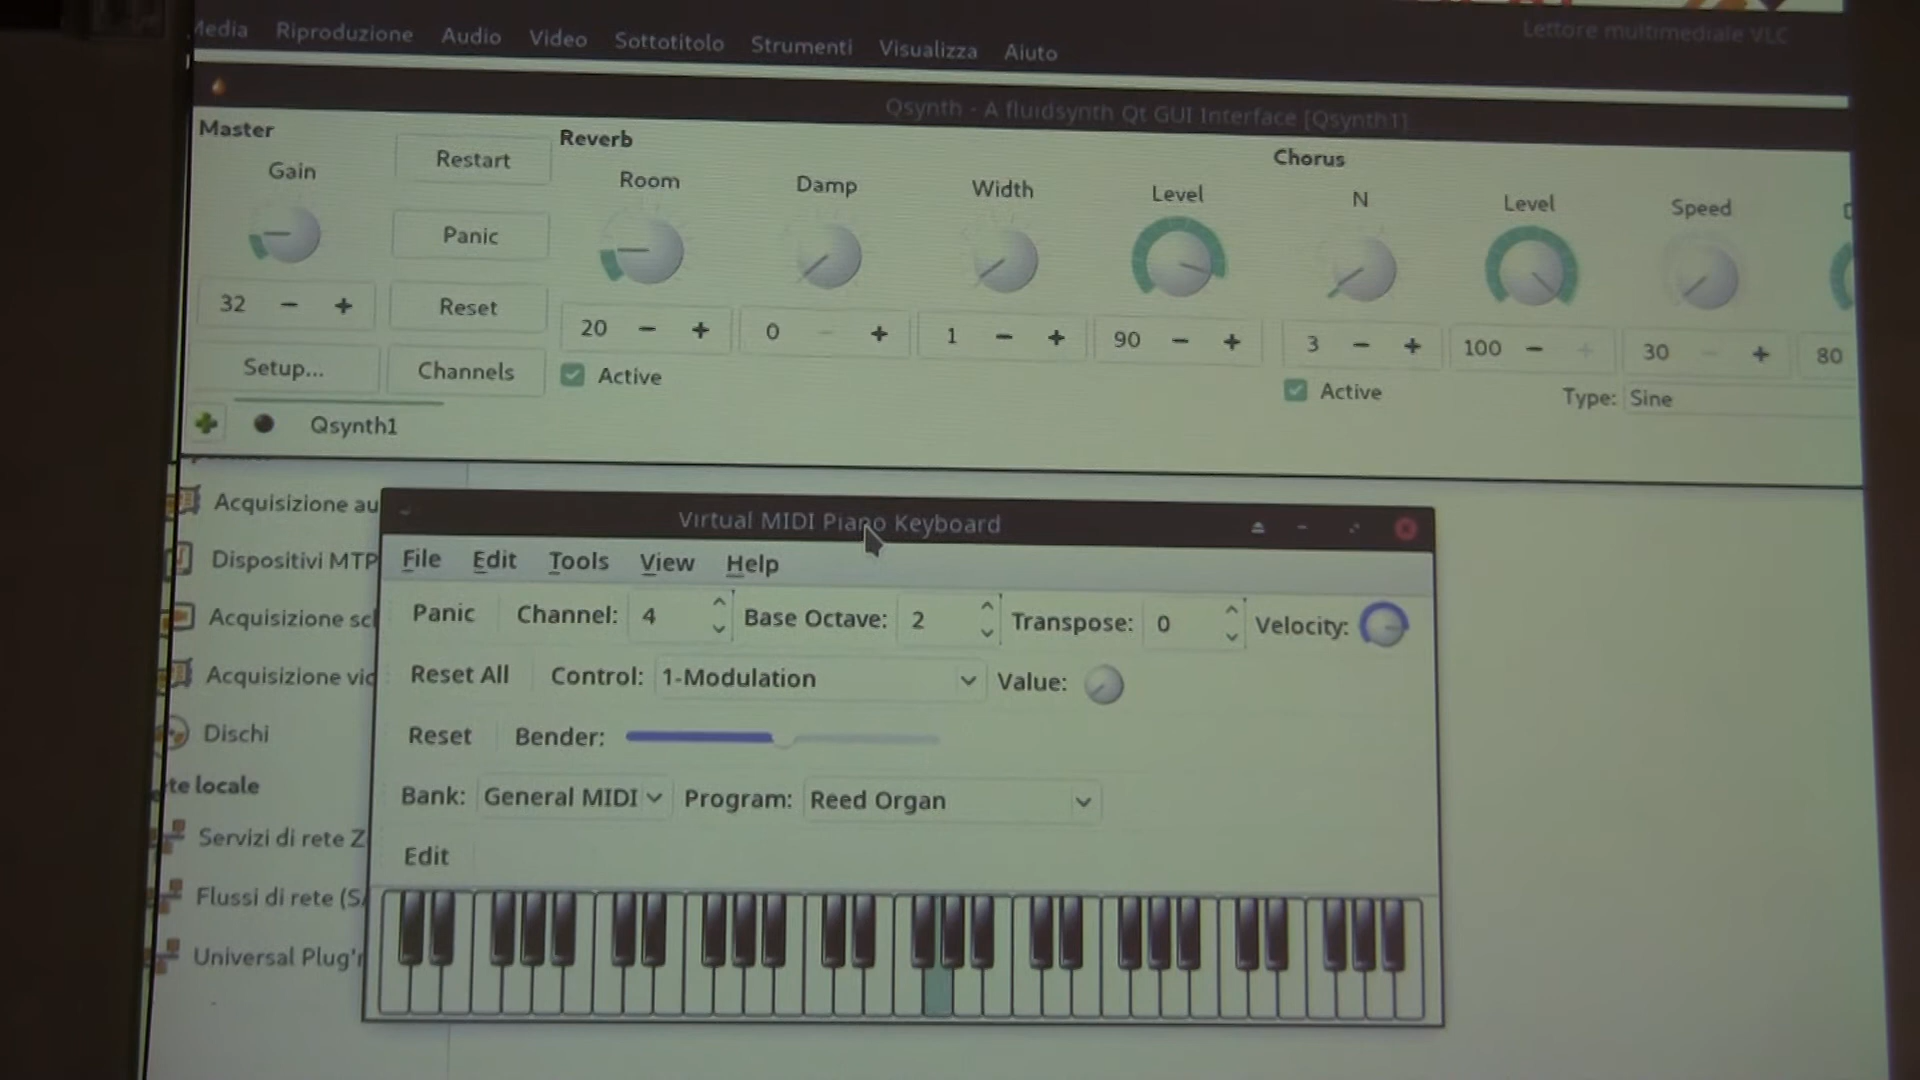 Media Riproduzione Audio Video Sottotitolo Strumenti Visualizza Aiuto
Lettore multimediale VLC
Qsynth - A fluidsynth Qt GUI Interface [Qsynth1]
Master Reverb Chorus
Gain Restart Room Damp Width Level N Level Speed
Panic
32 Reset 20 0 1 90 3 100 30 80
Setup... Channels Active Active Type: Sine
Qsynth1
Acquisizione au
Dispositivi MTP
Acquisizione sc
Acquisizione vid
Dischi
te locale
Servizi di rete Z
Flussi di rete (SA
Universal Plug'n
Virtual MIDI Piano Keyboard
File Edit Tools View Help
Panic Channel: 4 Base Octave: 2 Transpose: 0 Velocity:
Reset All Control: 1-Modulation Value:
Reset Bender:
Bank: General MIDI Program: Reed Organ
Edit